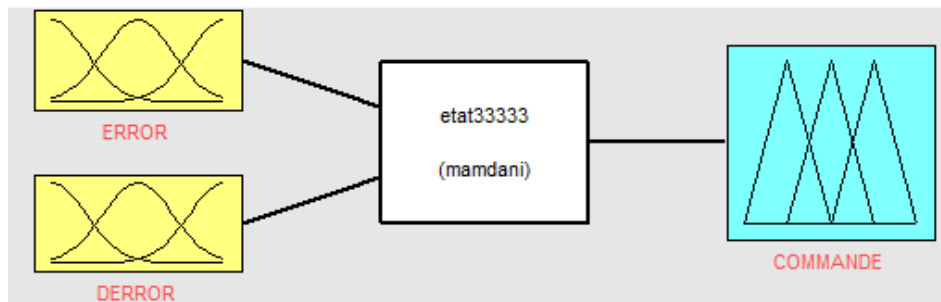 ERROR
etat33333
(mamdani)
DERROR
COMMANDE